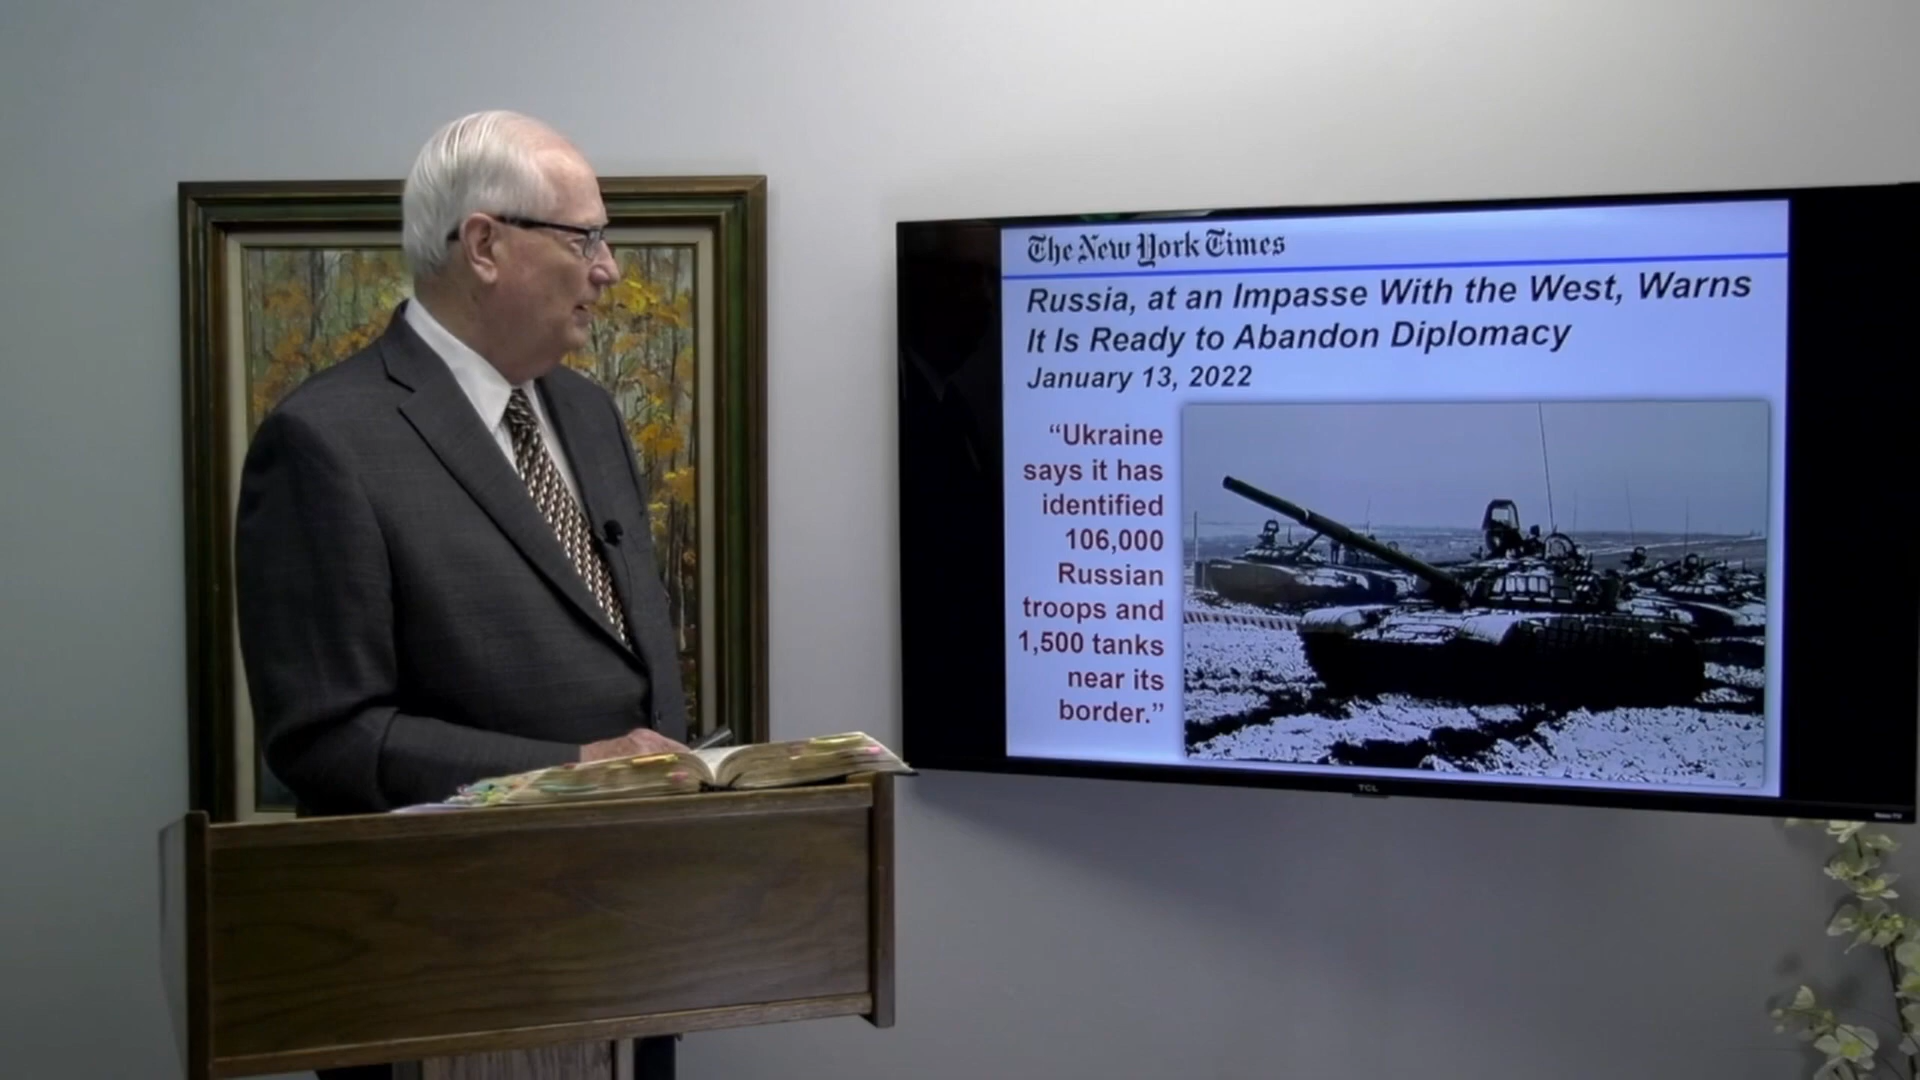 The New York Times
Russia, at an Impasse With the West, Warns
It Is Ready to Abandon Diplomacy
January 13, 2022
“Ukraine
says it has
identified
106,000
Russian
troops and
1,500 tanks
near its
border.”
TCL